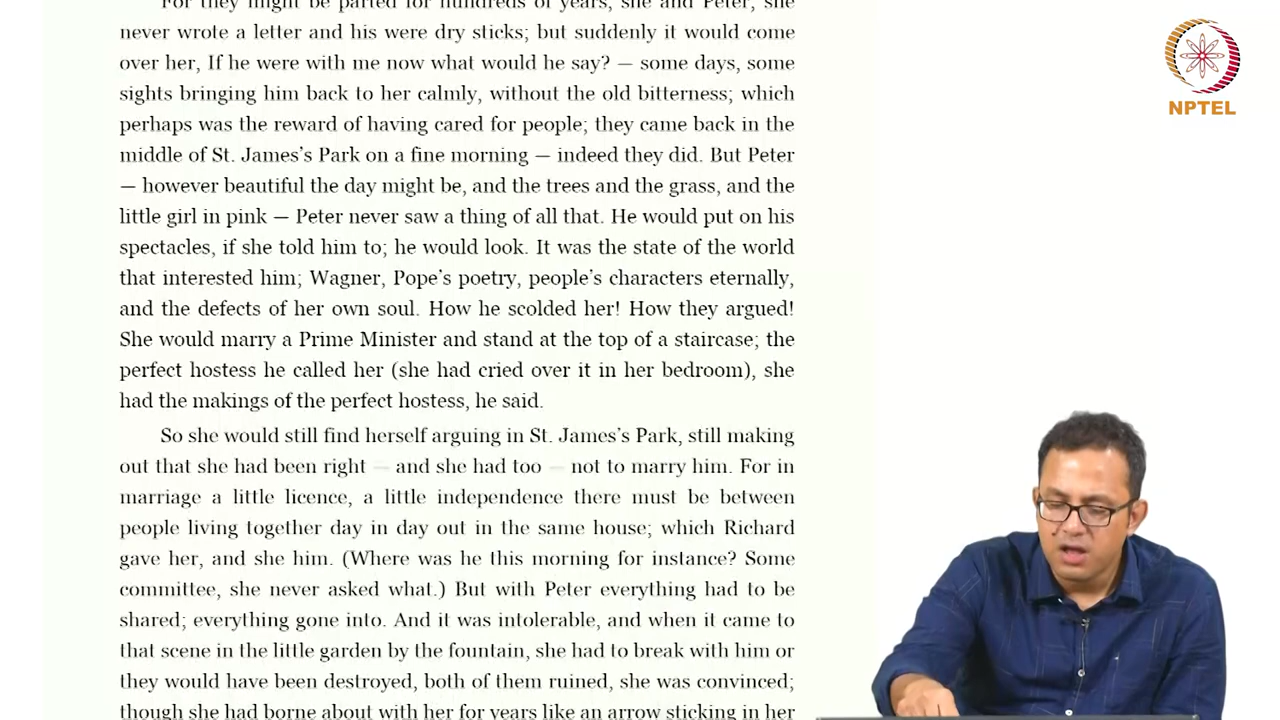 For they might be parted for hundreds of years, she and Peter; she
never wrote a letter and his were dry sticks; but suddenly it would come
over her, If he were with me now what would he say? — some days, some
sights bringing him back to her calmly, without the old bitterness; which
perhaps was the reward of having cared for people; they came back in the
middle of St. James’s Park on a fine morning — indeed they did. But Peter
— however beautiful the day might be, and the trees and the grass, and the
little girl in pink — Peter never saw a thing of all that. He would put on his
spectacles, if she told him to; he would look. It was the state of the world
that interested him; Wagner, Pope’s poetry, people’s characters eternally,
and the defects of her own soul. How he scolded her! How they argued!
She would marry a Prime Minister and stand at the top of a staircase; the
perfect hostess he called her (she had cried over it in her bedroom), she
had the makings of the perfect hostess, he said.
So she would still find herself arguing in St. James’s Park, still making
out that she had been right — and she had too — not to marry him. For in
marriage a little licence, a little independence there must be between
people living together day in day out in the same house; which Richard
gave her, and she him. (Where was he this morning for instance? Some
committee, she never asked what.) But with Peter everything had to be
shared; everything gone into. And it was intolerable, and when it came to
that scene in the little garden by the fountain, she had to break with him or
they would have been destroyed, both of them ruined, she was convinced;
though she had borne about with her for years like an arrow sticking in her
NPTEL